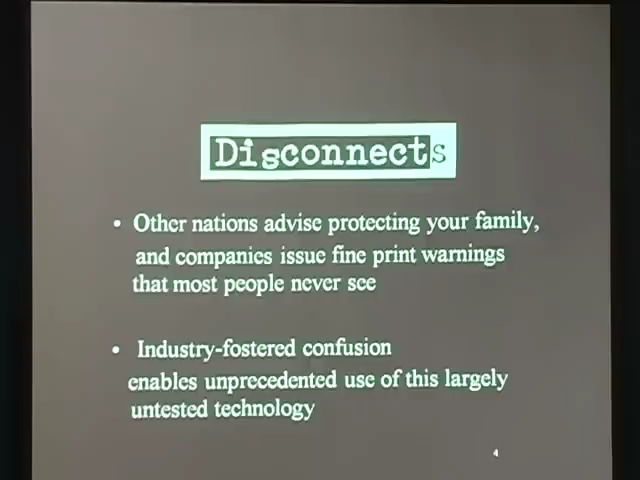 Disconnects
• Other nations advise protecting your family,
and companies issue fine print warnings
that most people never see
• Industry-fostered confusion
enables unprecedented use of this largely
untested technology
4